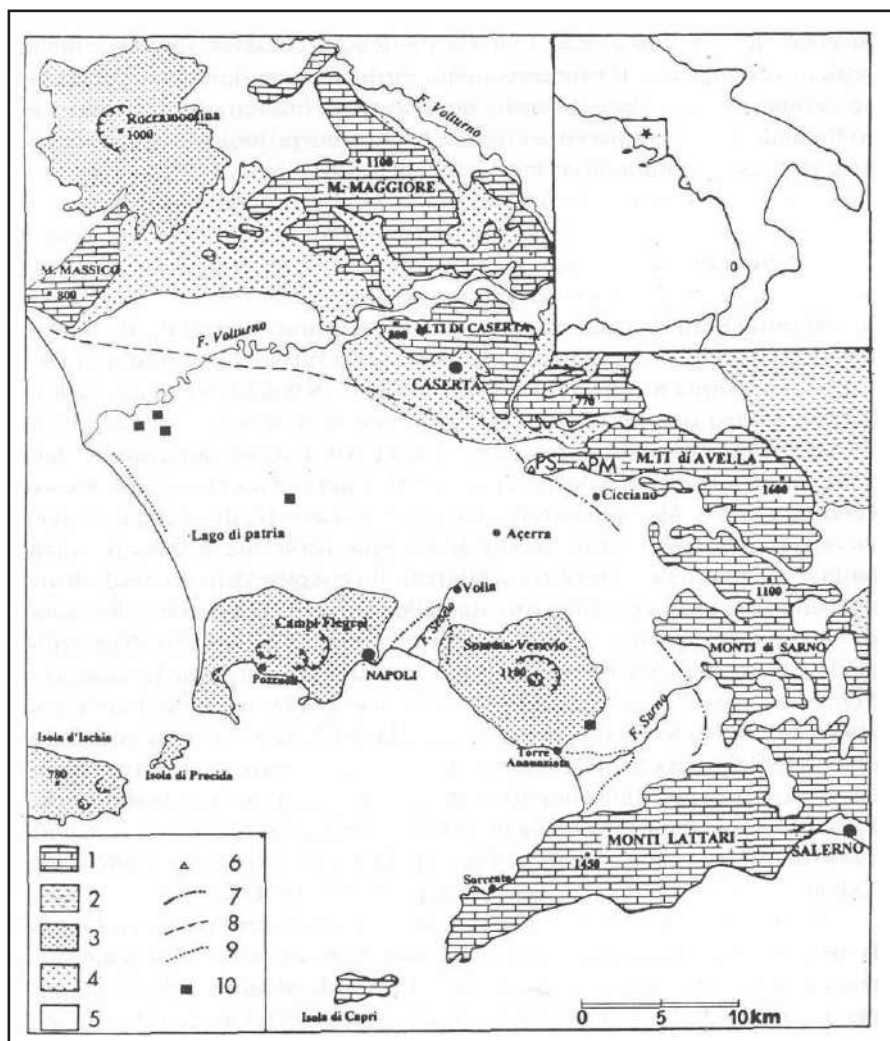 Roccamonfina
1000
Volturno
1100
M. MAGGIORE
M. MASSICO
800
F. Volturno
800
M.TI DI CASERTA
CASERTA
770
M.TI di AVELLA
PS
PM
1600
Cicciano
Lago di patria
Açerra
Volla
1100
Campi Flegrei
Somma-Vesuvio
MONTI di SARNO
Pozzuoli
NAPOLI
1180
F. Sarno
Isola d'Ischia
Torre
Annunziata
780
Isola di Procida
MONTI LATTARI
SALERNO
1450
Sorrento
1
6
2
7
3
8
4
9
10
5
Isola di Capri
0
5
10km